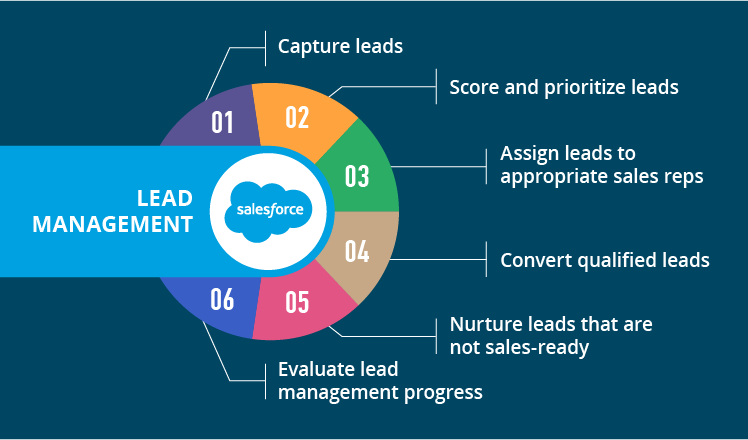 LEAD
MANAGEMENT
salesforce
01
Capture leads
02
Score and prioritize leads
03
Assign leads to
appropriate sales reps
04
Convert qualified leads
05
Nurture leads that are
not sales-ready
06
Evaluate lead
management progress